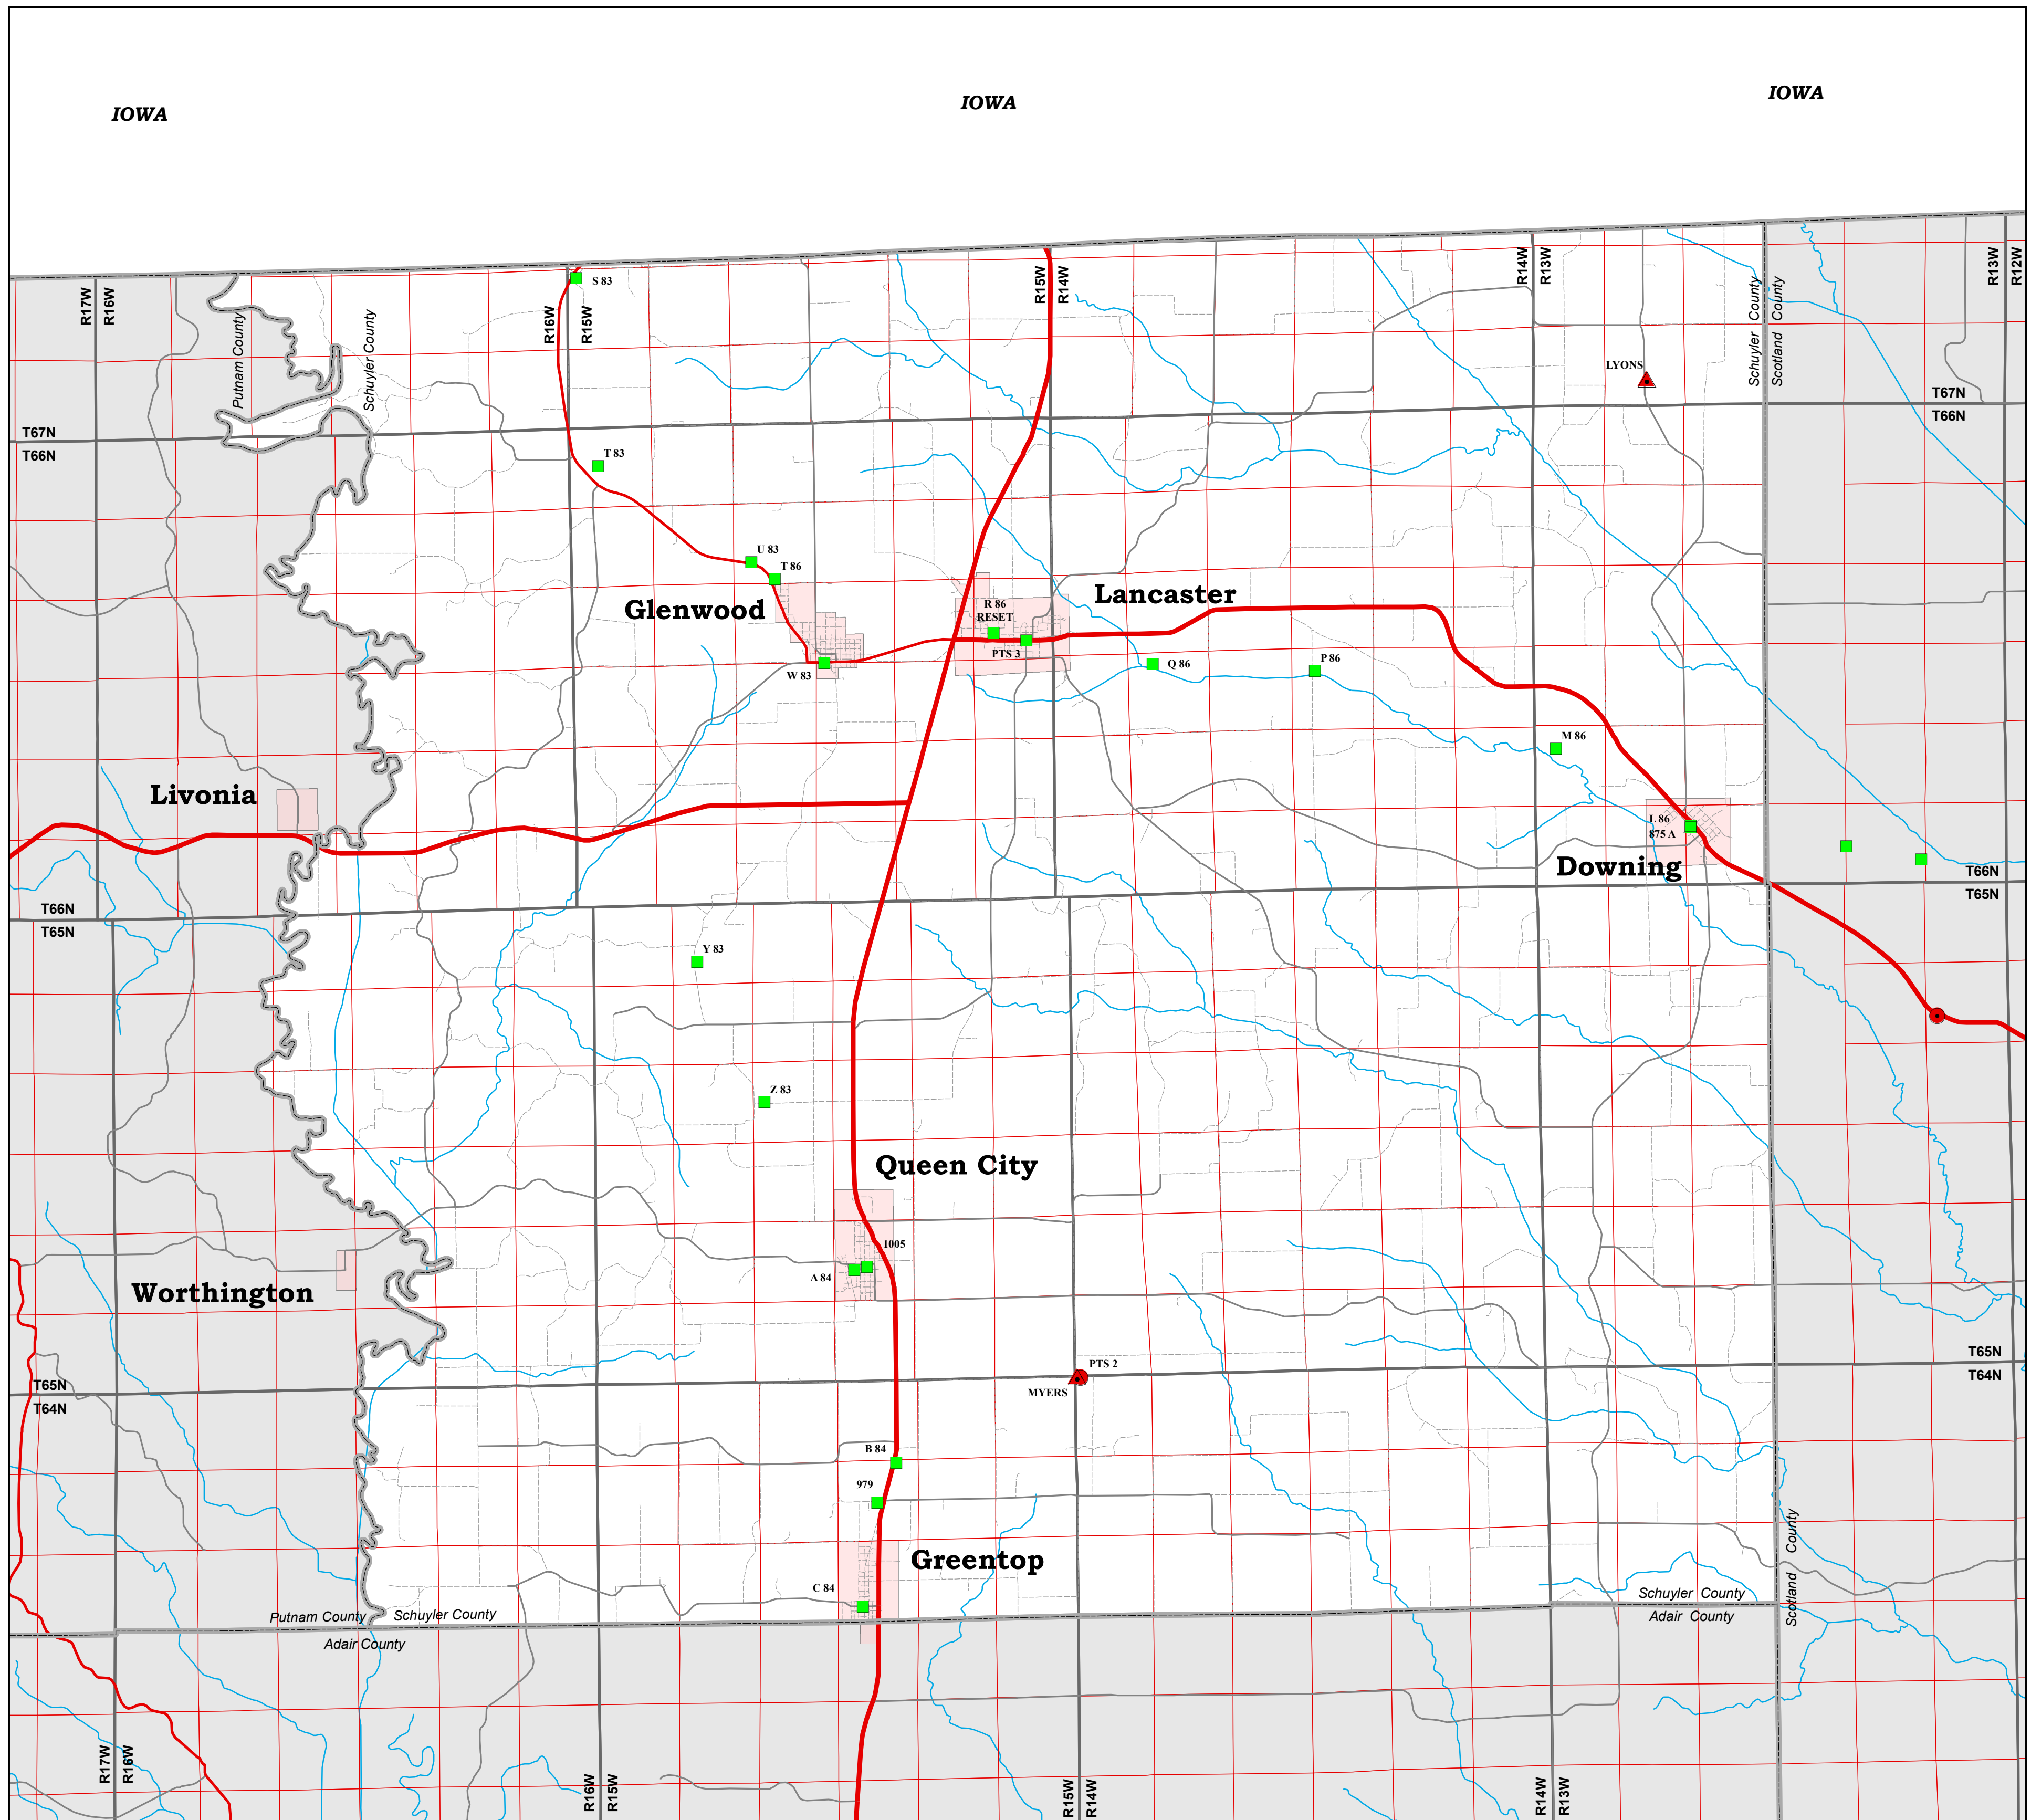 IOWA
IOWA
IOWA
R17W
R16W
Putnam County
Schuyler County
R16W
R15W
S 83
R15W
R14W
R14W
R13W
Schuyler County
Scotland County
R13W
R12W
LYONS
T67N
T66N
T67N
T66N
T 83
U 83
T 86
Glenwood
W 83
R 86
RESET
PTS 3
Lancaster
Q 86
P 86
M 86
Livonia
L 86
875 A
Downing
T66N
T65N
T66N
T65N
Y 83
Z 83
Queen City
1005
A 84
Worthington
PTS 2
MYERS
T65N
T64N
T65N
T64N
B 84
979
Greentop
C 84
Putnam County
Schuyler County
Adair County
Schuyler County
Adair County
Scotland County
R17W
R16W
R16W
R15W
R15W
R14W
R14W
R13W